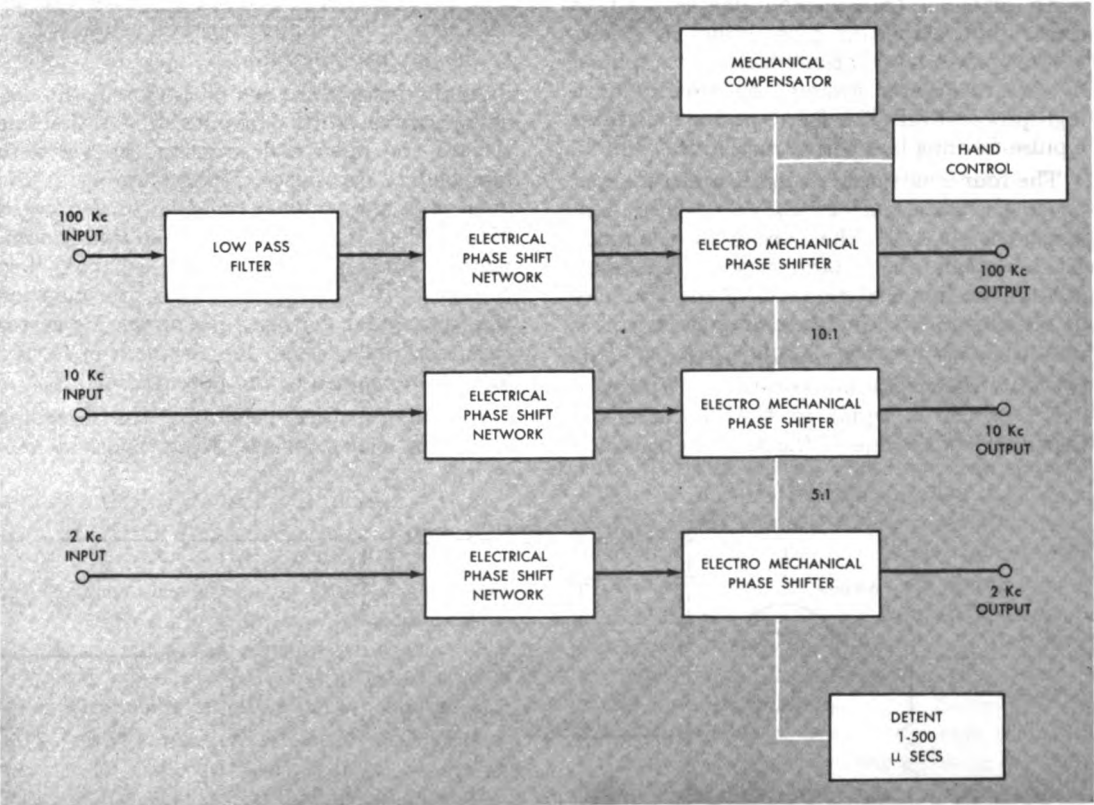 MECHANICAL
COMPENSATOR
HAND
CONTROL
100 Kc
INPUT
LOW PASS
FILTER
ELECTRICAL
PHASE SHIFT
NETWORK
ELECTRO MECHANICAL
PHASE SHIFTER
100 Kc
OUTPUT
10:1
10 Kc
INPUT
ELECTRICAL
PHASE SHIFT
NETWORK
ELECTRO MECHANICAL
PHASE SHIFTER
10 Kc
OUTPUT
5:1
2 Kc
INPUT
ELECTRICAL
PHASE SHIFT
NETWORK
ELECTRO MECHANICAL
PHASE SHIFTER
2 Kc
OUTPUT
DETENT
1-500
μ SECS